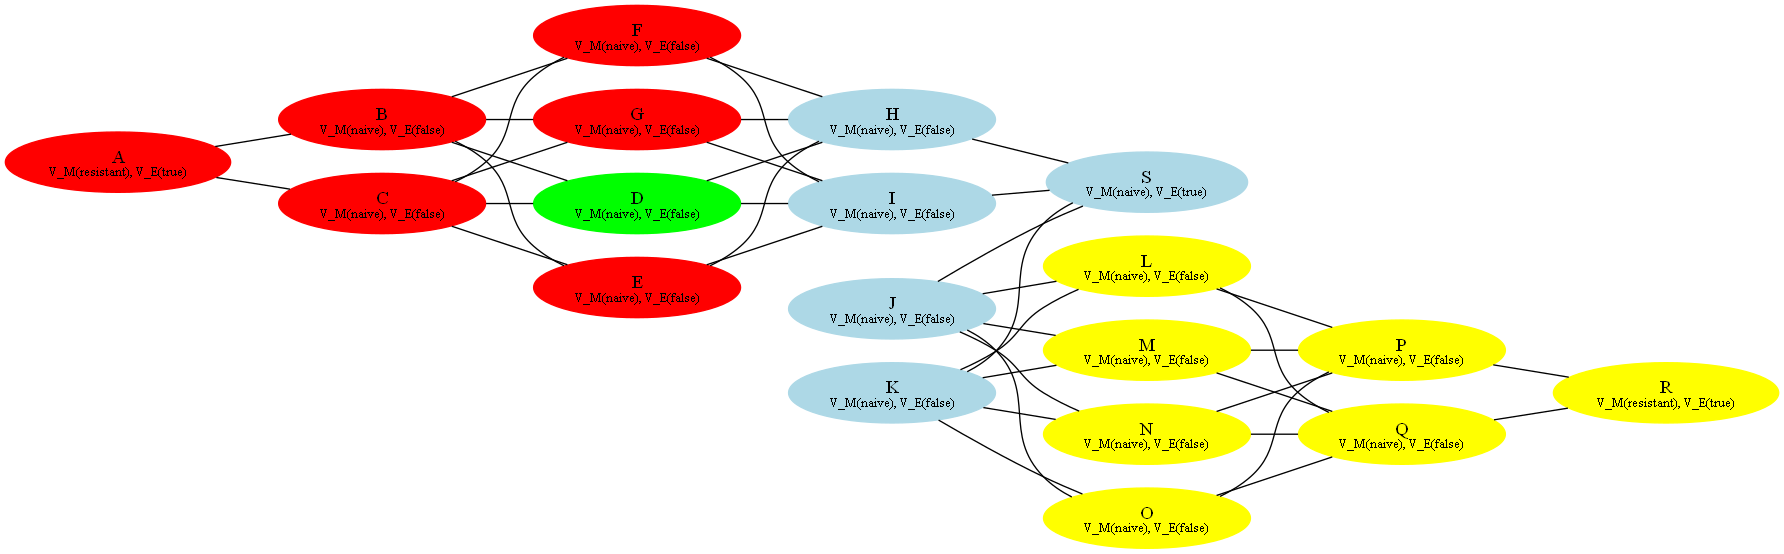 A
V_M(resistant), V_E(true)
B
V_M(naive), V_E(false)
C
V_M(naive), V_E(false)
F
V_M(naive), V_E(false)
G
V_M(naive), V_E(false)
D
V_M(naive), V_E(false)
E
V_M(naive), V_E(false)
H
V_M(naive), V_E(false)
I
V_M(naive), V_E(false)
J
V_M(naive), V_E(false)
K
V_M(naive), V_E(false)
S
V_M(naive), V_E(true)
L
V_M(naive), V_E(false)
M
V_M(naive), V_E(false)
N
V_M(naive), V_E(false)
O
V_M(naive), V_E(false)
P
V_M(naive), V_E(false)
Q
V_M(naive), V_E(false)
R
V_M(resistant), V_E(true)